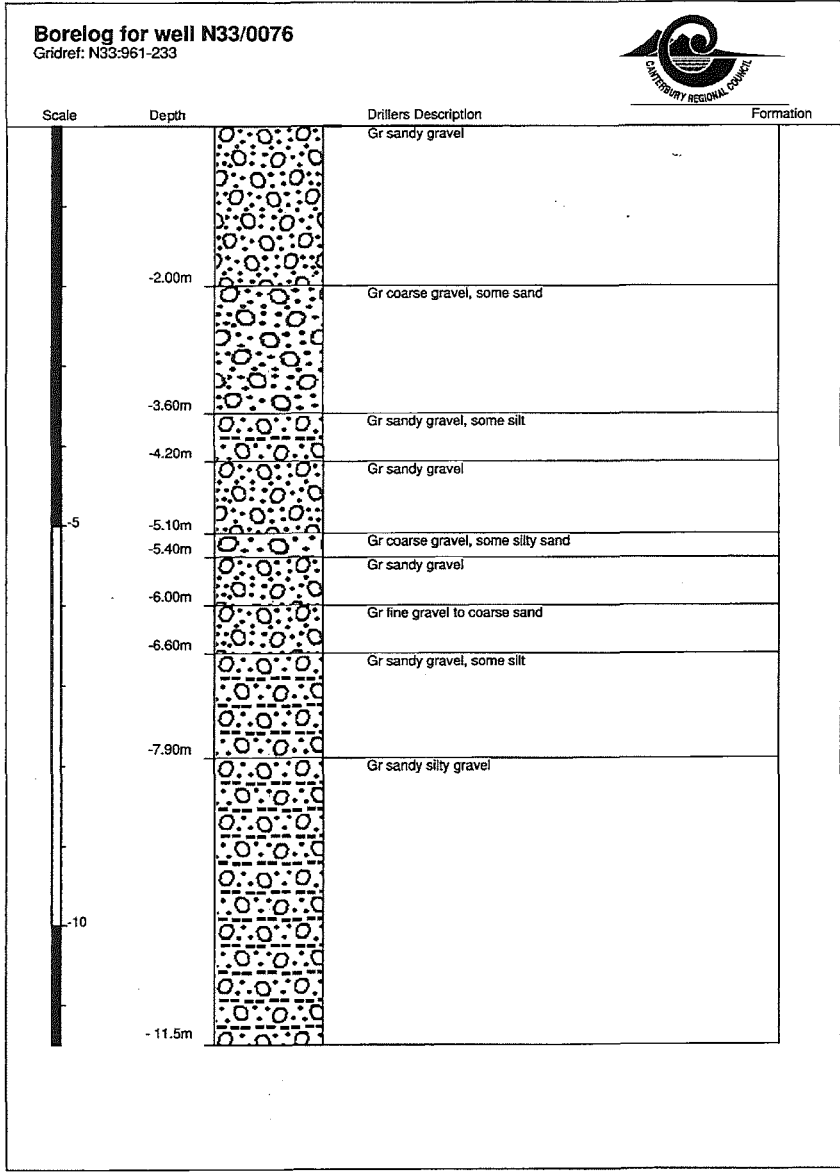 Borelog for well N33/0076
Gridref: N33:961-233
CANTERBURY REGIONAL COUNCIL
Scale Depth Drillers Description Formation
Gr sandy gravel
-2.00m
Gr coarse gravel, some sand
-3.60m
Gr sandy gravel, some silt
-4.20m
Gr sandy gravel
-5 -5.10m
Gr coarse gravel, some silty sand
-5.40m
Gr sandy gravel
-6.00m
Gr fine gravel to coarse sand
-6.60m
Gr sandy gravel, some silt
-7.90m
Gr sandy silty gravel
-10
- 11.5m